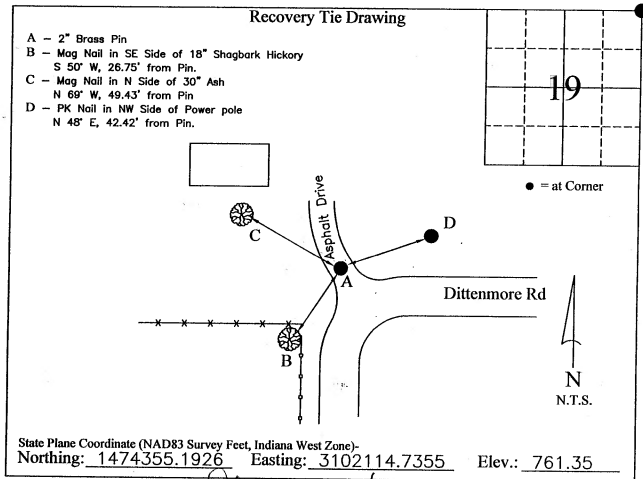 Recovery Tie Drawing
A – 2" Brass Pin
B – Mag Nail in SE Side of 18" Shagbark Hickory
S 50° W, 26.75' from Pin.
C – Mag Nail in N Side of 30" Ash
N 69° W, 49.43' from Pin
D – PK Nail in NW Side of Power pole
N 48° E, 42.42' from Pin.
19
● = at Corner
Asphalt Drive
C
D
A
B
Dittenmore Rd
N
N.T.S.
State Plane Coordinate (NAD83 Survey Feet, Indiana West Zone)-
Northing: 1474355.1926 Easting: 3102114.7355 Elev.: 761.35